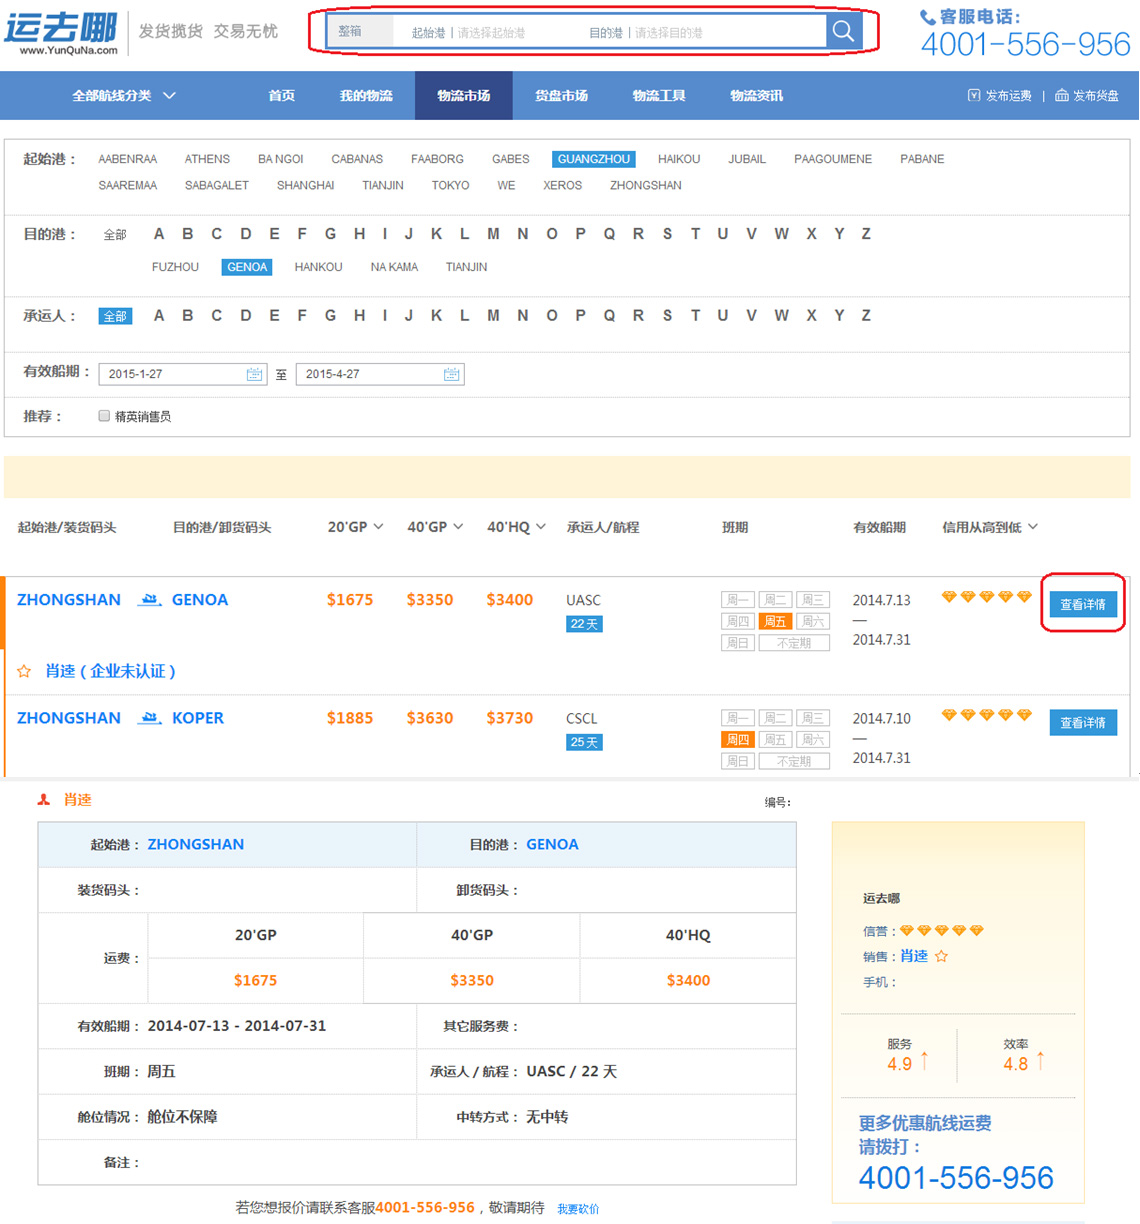 运去哪 发货揽货 交易无忧
www.YunQuNa.com
整箱 起始港 | 请选择起始港 目的港 | 请选择目的港
客服电话:
4001-556-956
全部航线分类 首页 我的物流 物流市场 货盘市场 物流工具 物流资讯 发布运费 | 发布货盘
起始港： AABENRAA ATHENS BA NGOI CABANAS FAABORG GABES GUANGZHOU HAIKOU JUBAIL PAAGOUMENE PABANE
SAAREMAA SABAGALET SHANGHAI TIANJIN TOKYO WE XEROS ZHONGSHAN
目的港： 全部 A B C D E F G H I J K L M N O P Q R S T U V W X Y Z
FUZHOU GENOA HANKOU NA KAMA TIANJIN
承运人： 全部 A B C D E F G H I J K L M N O P Q R S T U V W X Y Z
有效船期： 2015-1-27 至 2015-4-27
推荐： 精英销售员
起始港/装货码头 目的港/卸货码头 20'GP 40'GP 40'HQ 承运人/航程 班期 有效船期 信用从高到低
ZHONGSHAN GENOA $1675 $3350 $3400 UASC 周一 周二 周三 2014.7.13 查看详情
22 天 周四 周五 周六 —
周日 不定期 2014.7.31
肖逵（企业未认证）
ZHONGSHAN KOPER $1885 $3630 $3730 CSCL 周一 周二 周三 2014.7.10 查看详情
25 天 周四 周五 周六 —
周日 不定期 2014.7.31
肖逵 编号：
起始港： ZHONGSHAN 目的港： GENOA
装货码头： 卸货码头：
运费： 20'GP 40'GP 40'HQ
$1675 $3350 $3400
有效船期： 2014-07-13 - 2014-07-31 其它服务费：
班期： 周五 承运人 / 航程： UASC / 22 天
舱位情况： 舱位不保障 中转方式： 无中转
备注：
若您想报价请联系客服4001-556-956，敬请期待 我要砍价
运去哪
信誉：
销售：肖逵
手机：
服务 效率
4.9 4.8
更多优惠航线运费
请拨打：
4001-556-956